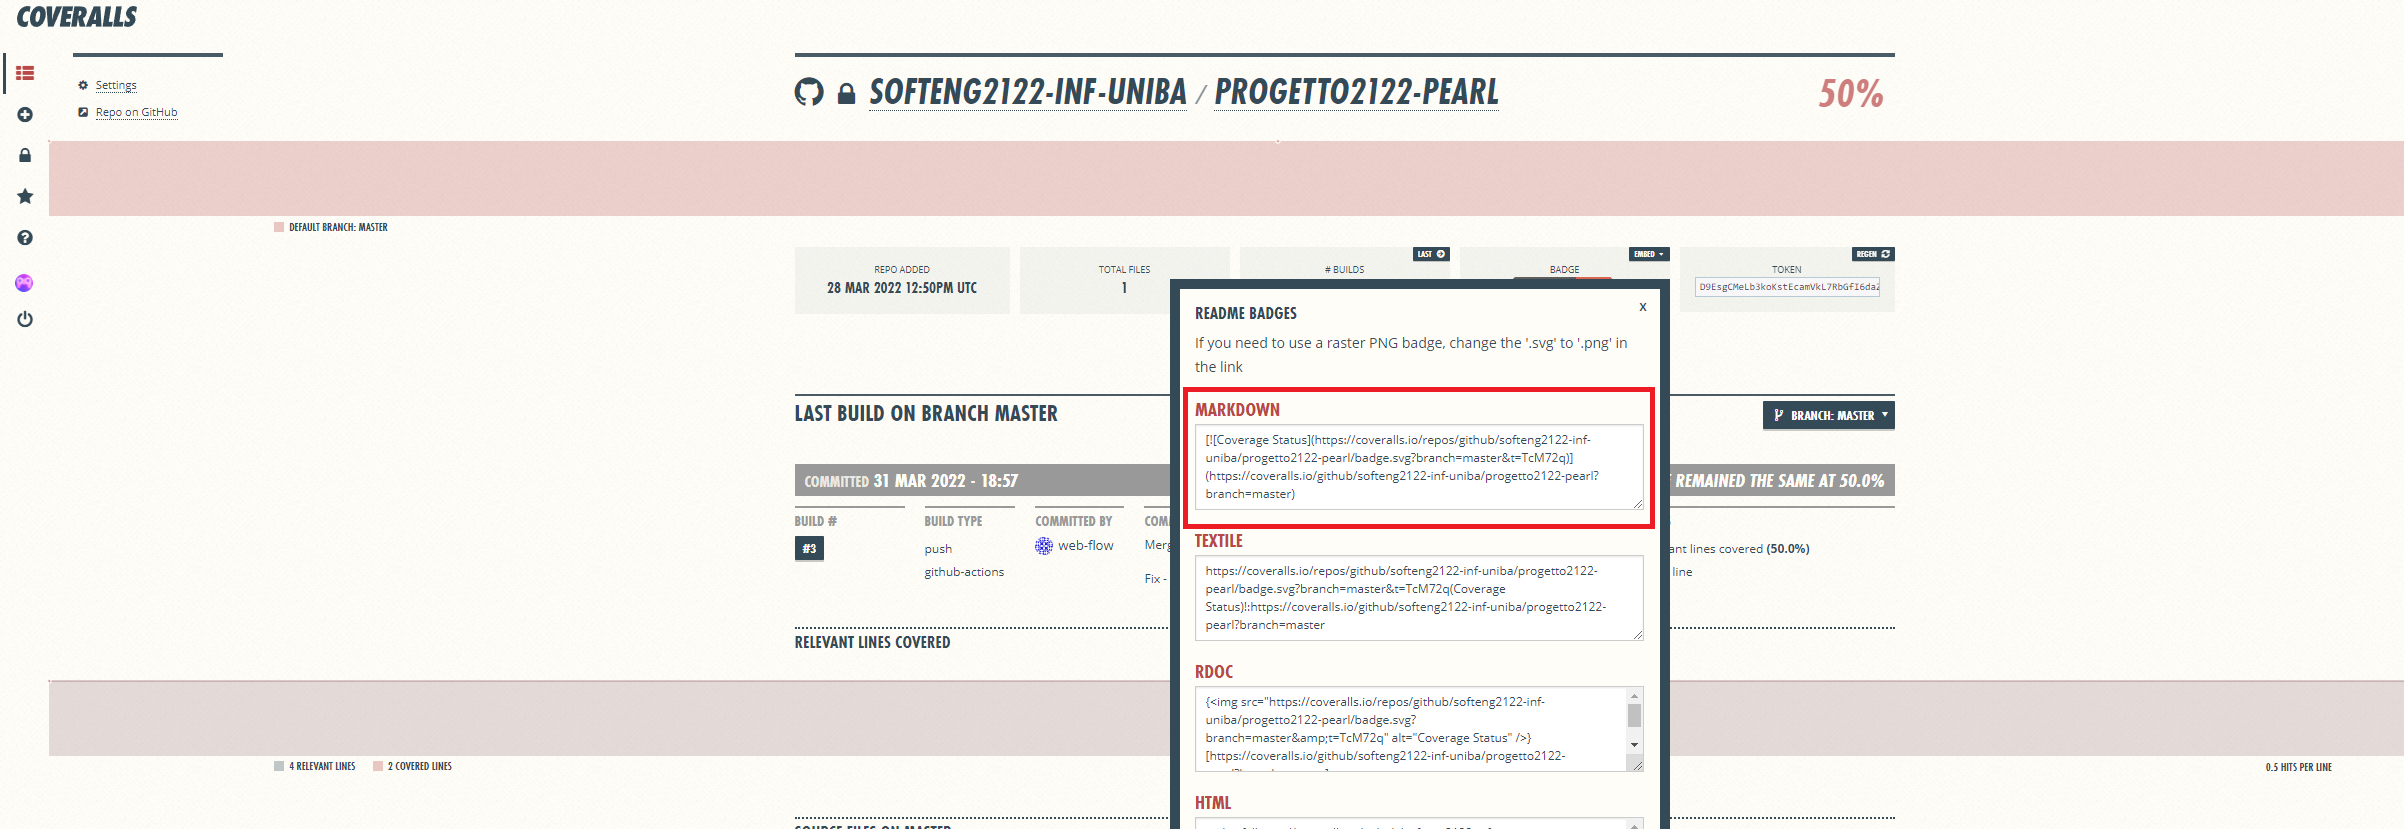 COVERALLS
Settings
Repo on GitHub
SOFTENG2122-INF-UNIBA / PROGETTO2122-PEARL
50%
DEFAULT BRANCH: MASTER
REPO ADDED
28 MAR 2022 12:50PM UTC
TOTAL FILES
1
# BUILDS
LAST
BADGE
EMBED
TOKEN
REGEN
README BADGES
x
If you need to use a raster PNG badge, change the '.svg' to '.png' in
the link
MARKDOWN
[![Coverage Status](https://coveralls.io/repos/github/softeng2122-inf-
uniba/progetto2122-pearl/badge.svg?branch=master&t=TcM72q)]
(https://coveralls.io/github/softeng2122-inf-uniba/progetto2122-pearl?
branch=master)
TEXTILE
https://coveralls.io/repos/github/softeng2122-inf-uniba/progetto2122-
pearl/badge.svg?branch=master&t=TcM72q(Coverage
Status)!:https://coveralls.io/github/softeng2122-inf-uniba/progetto2122-
pearl?branch=master
RDOC
{<img src="https://coveralls.io/repos/github/softeng2122-inf-
uniba/progetto2122-pearl/badge.svg?
branch=master&amp;t=TcM72q" alt="Coverage Status" />}
[https://coveralls.io/github/softeng2122-inf-uniba/progetto2122-
HTML
LAST BUILD ON BRANCH MASTER
BRANCH: MASTER
COMMITTED 31 MAR 2022 - 18:57
REMAINED THE SAME AT 50.0%
BUILD #
#3
BUILD TYPE
push
github-actions
COMMITTED BY
web-flow
COM
Merg
Fix -
ant lines covered (50.0%)
line
RELEVANT LINES COVERED
4 RELEVANT LINES
2 COVERED LINES
0.5 HITS PER LINE
SOURCE FILES ON MASTER